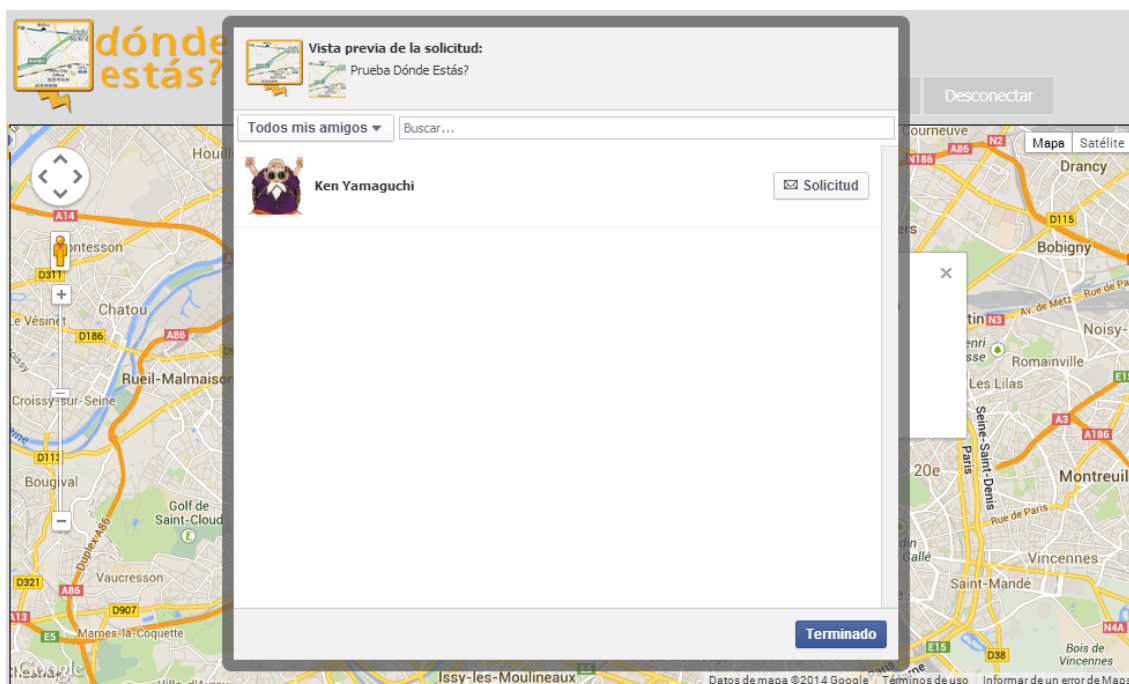 dónde
estás?
Vista previa de la solicitud:
Prueba Dónde Estás?
Desconectar
Todos mis amigos
Buscar...
Ken Yamaguchi
Solicitud
Terminado
Mapa
Satélite
A86
N2
N186
Drancy
D115
Bobigny
A14
D311
Chatou
Le Vésinet
D186
A86
Rueil-Malmaison
Croissy-sur-Seine
D113
Bougival
Golf de
Saint-Cloud
Duplex A86
D321
A86
Vaucresson
D907
A13
E5
Marnes-la-Coquette
Google
Issy-les-Moulineaux
N3
Av. de Metz
Rue de Pa
Noisy-
Romainville
Les Lilas
A3
A186
Seine-Saint-Denis
Paris
20e
Montreuil
Rue de Paris
Vincennes
Saint-Mandé
N4A
E15
D38
Bois de
Vincennes
Datos de mapa ©2014 Google
Términos de uso
Informar de un error de Maps